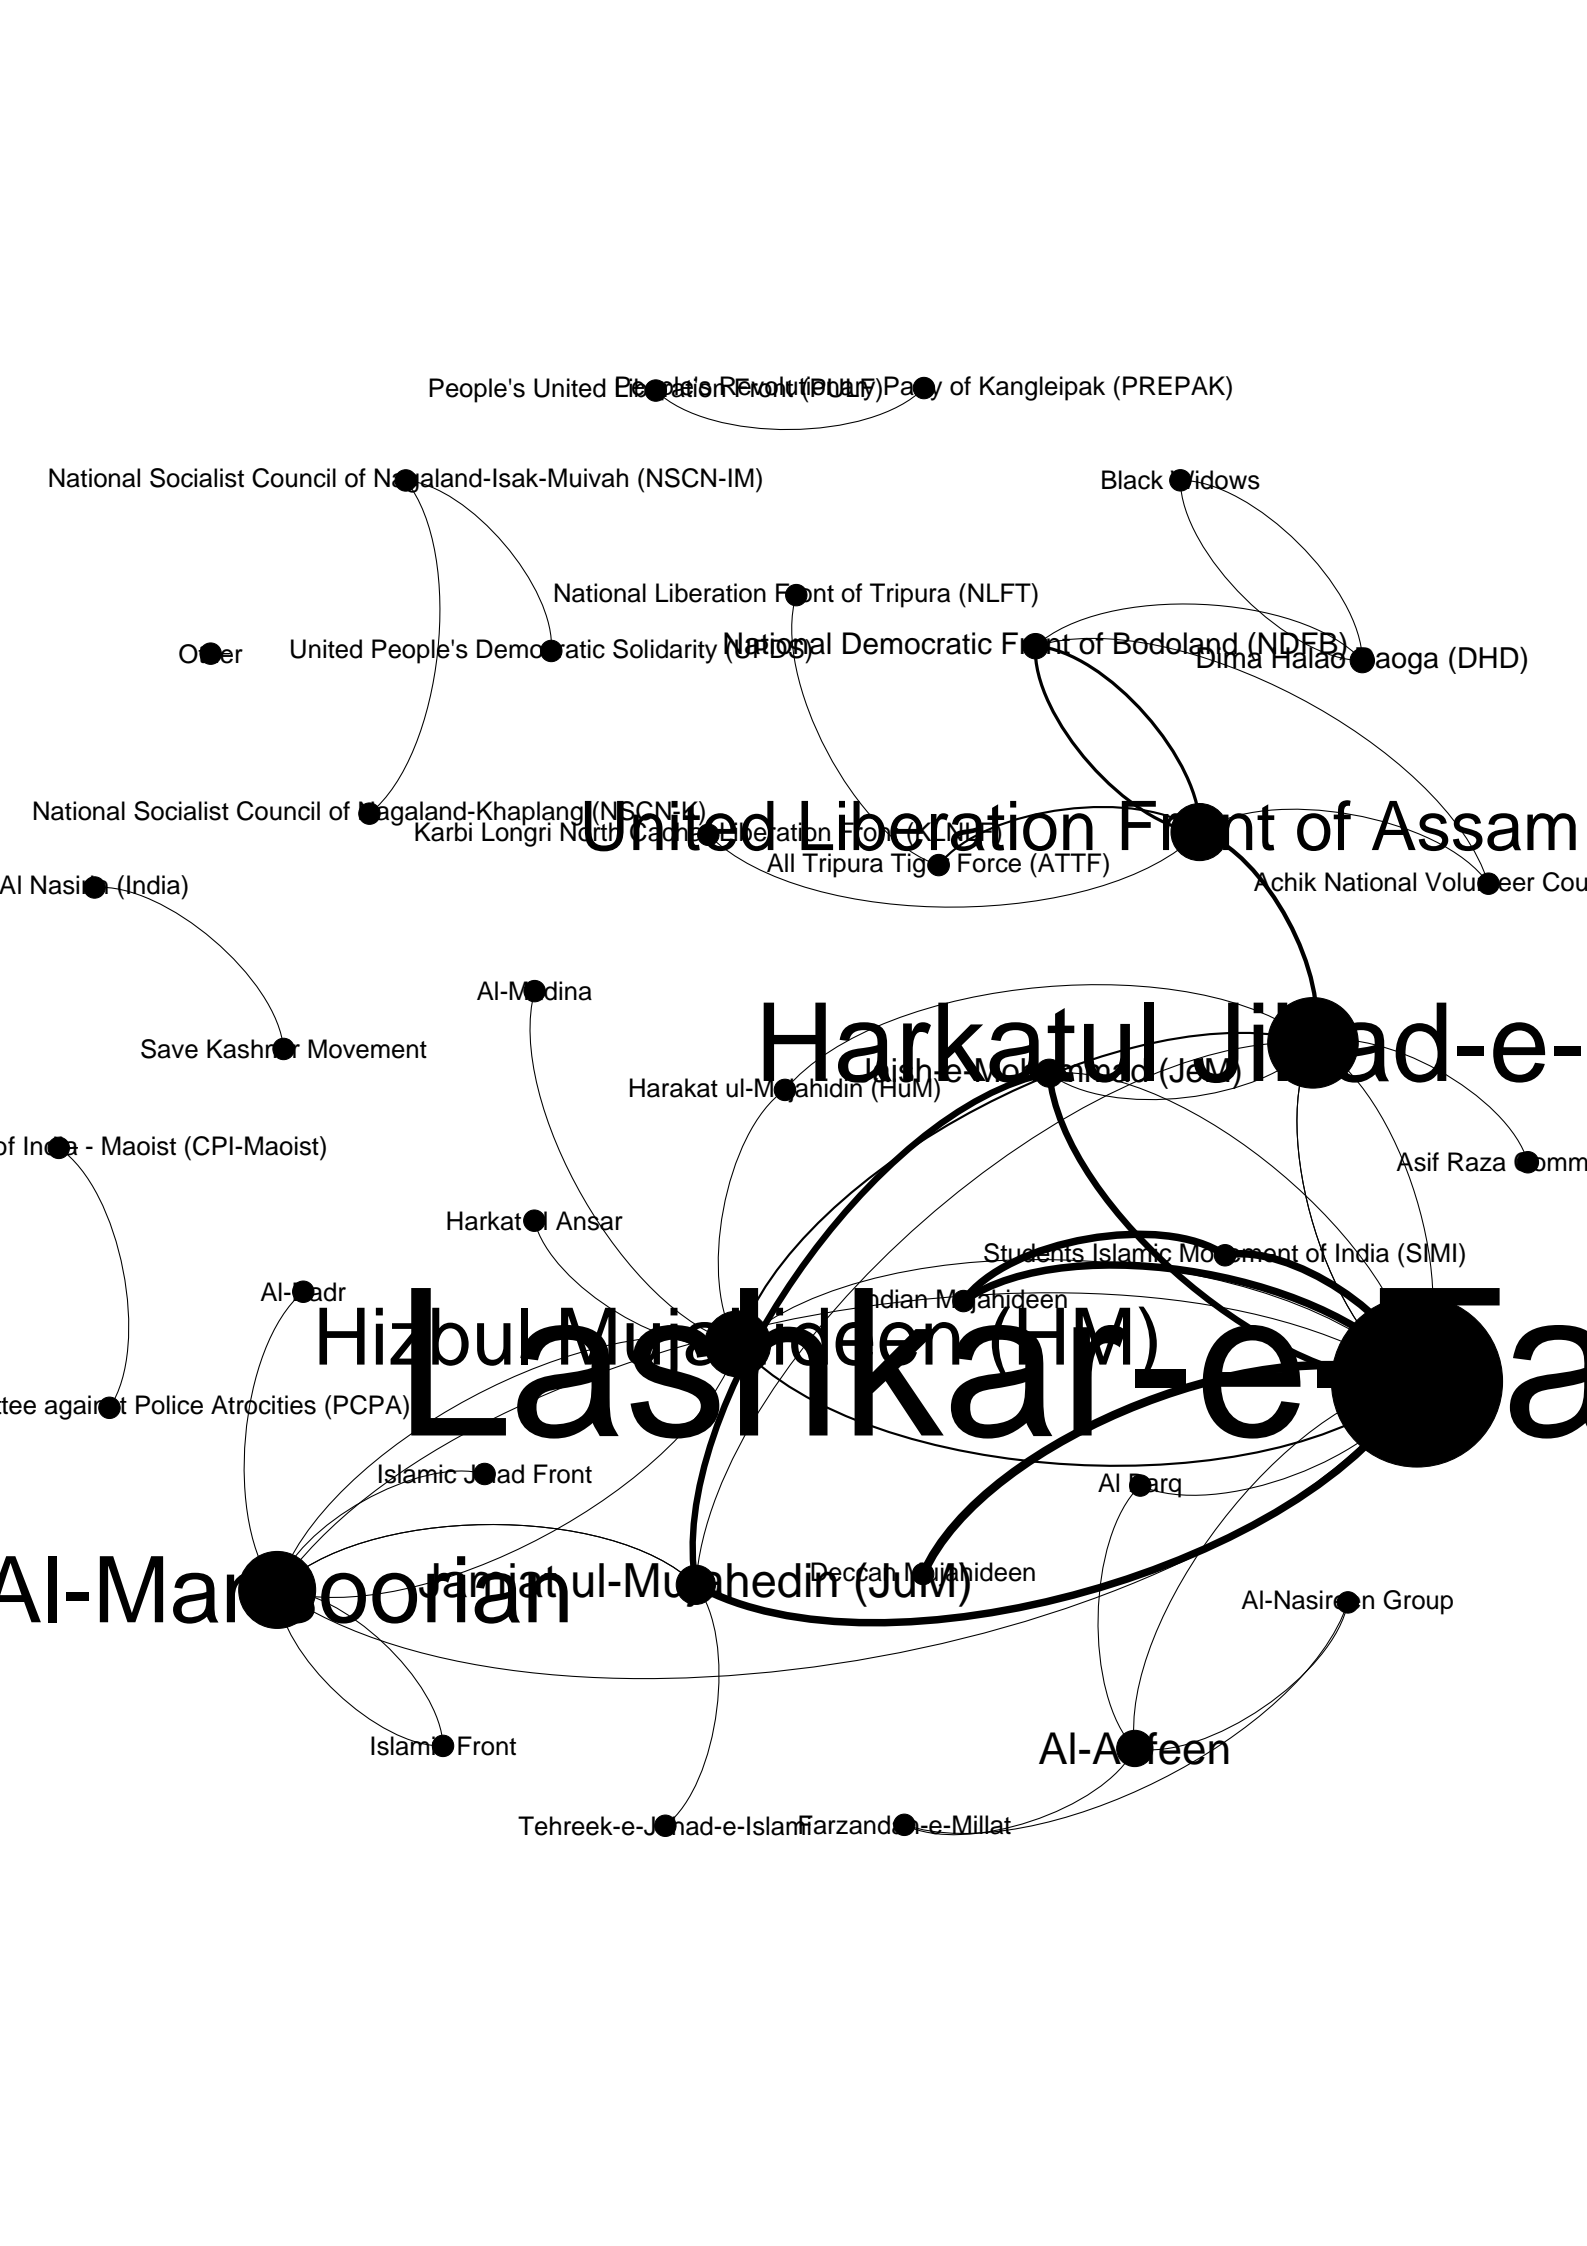 People's United Liberation Front (PULF)
People's Revolutionary Party of Kangleipak (PREPAK)
National Socialist Council of Nagaland-Isak-Muivah (NSCN-IM)
Black Widows
National Liberation Front of Tripura (NLFT)
National Democratic Front of Bodoland (NDFB)
Other
United People's Democratic Solidarity (UPDS)
Dima Halao Daoga (DHD)
National Socialist Council of Nagaland-Khaplang (NSCN-K)
United Liberation Front of Assam
Karbi Longri North Cachar Liberation Front (KLNLF)
All Tripura Tiger Force (ATTF)
Al Nasirin (India)
Achik National Volunteer Cou
Al-Madina
Harkatul Jihad-e-
Save Kashmir Movement
Jaish-e-Mohammad (JeM)
Harakat ul-Mujahidin (HuM)
of India - Maoist (CPI-Maoist)
Asif Raza Comm
Harkat ul Ansar
Students Islamic Movement of India (SIMI)
Al-Badr
Indian Mujahideen
Hizbul Mujahideen (HM)
Lashkar-e-Ta
tee against Police Atrocities (PCPA)
Islamic Jihad Front
Al Barq
Al-Mansoorian
Jamiat ul-Mujahedin (JuM)
Deccan Mujahideen
Al-Nasireen Group
Islamic Front
Al-Arifeen
Tehreek-e-Jihad-e-Islami
Farzandan-e-Millat